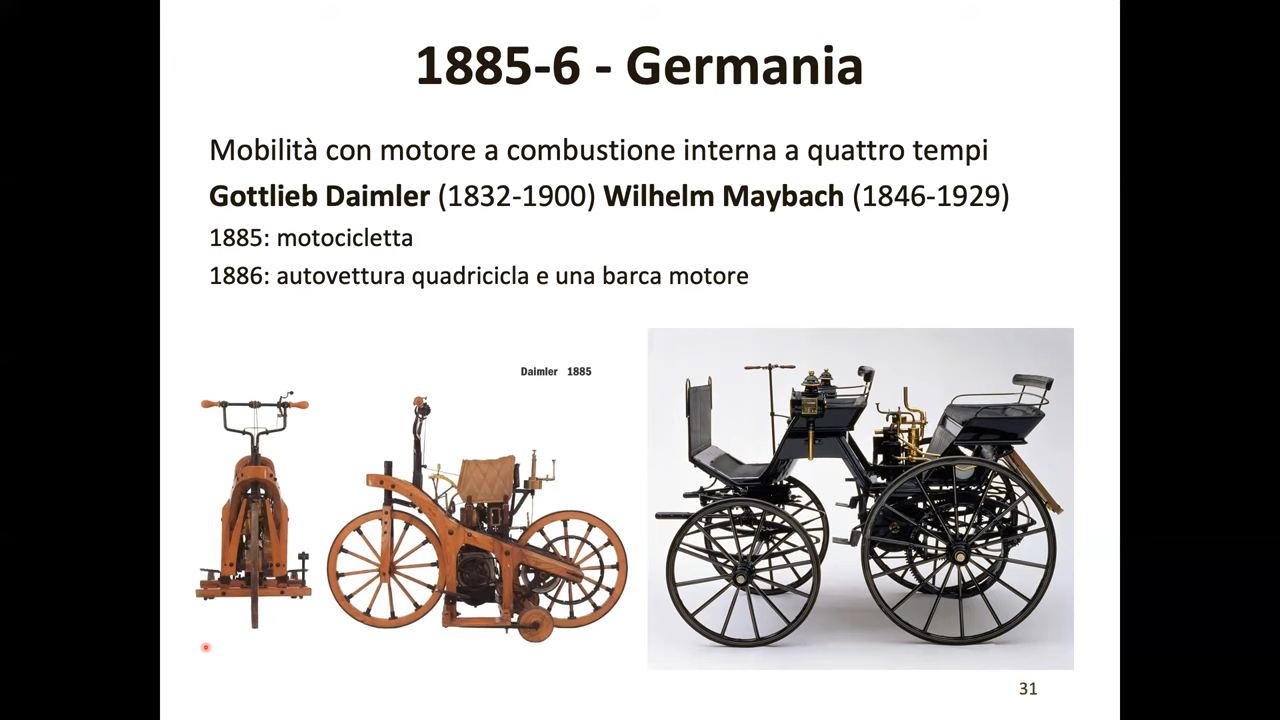 1885-6 - Germania
Mobilità con motore a combustione interna a quattro tempi
Gottlieb Daimler (1832-1900) Wilhelm Maybach (1846-1929)
1885: motocicletta
1886: autovettura quadricicla e una barca motore
Daimler 1885
31